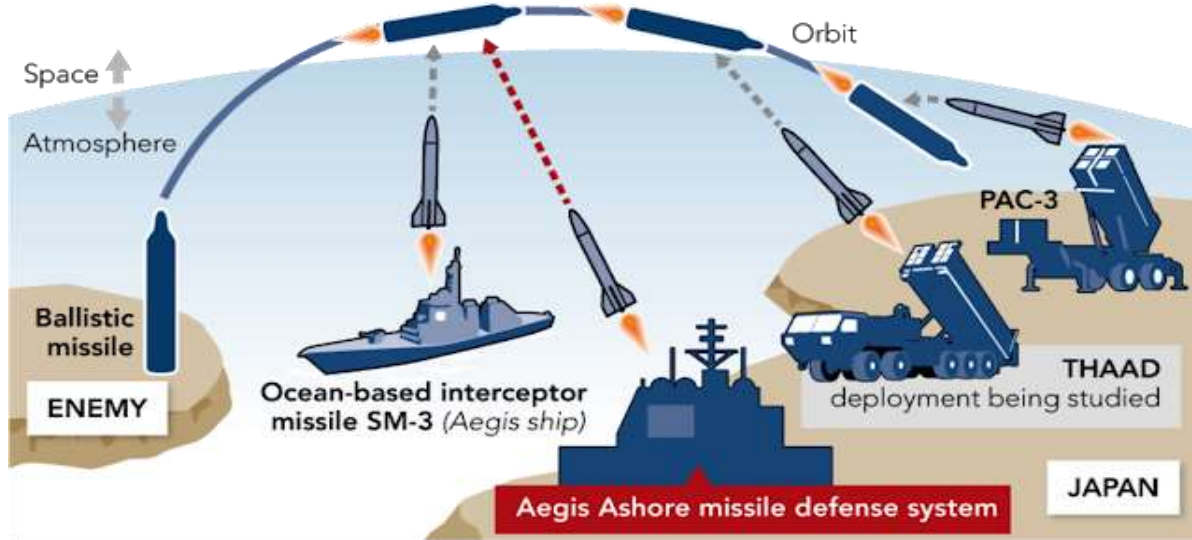 Orbit
Space
Atmosphere
PAC-3
Ballistic
missile
ENEMY
Ocean-based interceptor
missile SM-3 (Aegis ship)
THAAD
deployment being studied
JAPAN
Aegis Ashore missile defense system